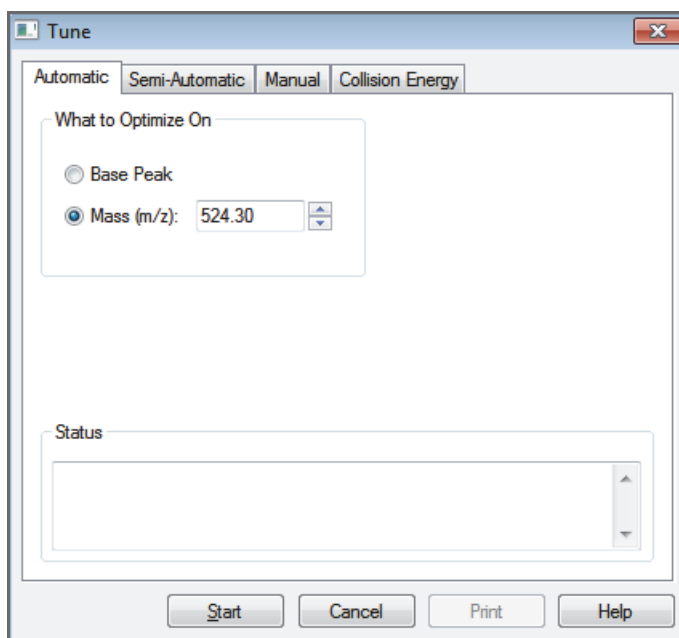 Tune
Automatic Semi-Automatic Manual Collision Energy
What to Optimize On
Base Peak
Mass (m/z): 524.30
Status
Start Cancel Print Help